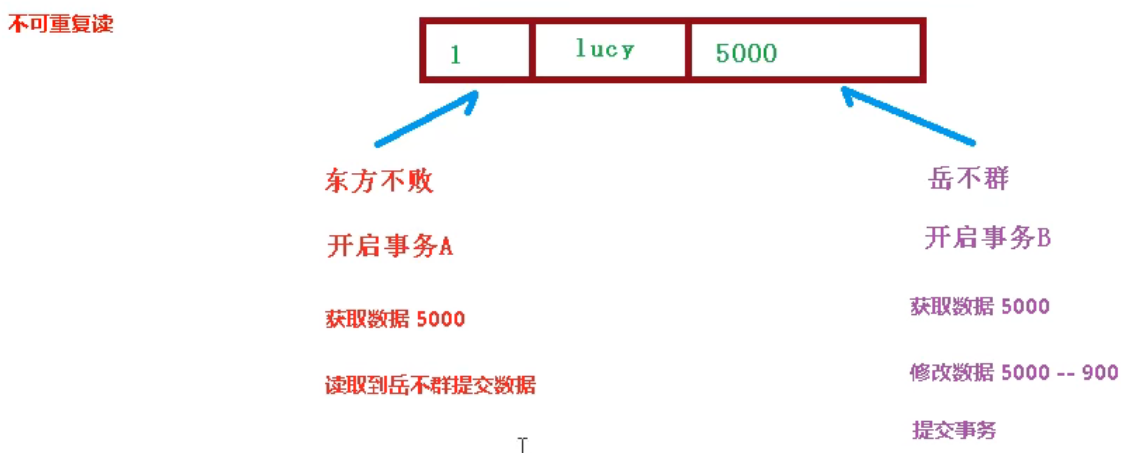 不可重复读
1 lucy 5000
东方不败
岳不群
开启事务A
开启事务B
获取数据 5000
获取数据 5000
读取到岳不群提交数据
修改数据 5000 -- 900
提交事务